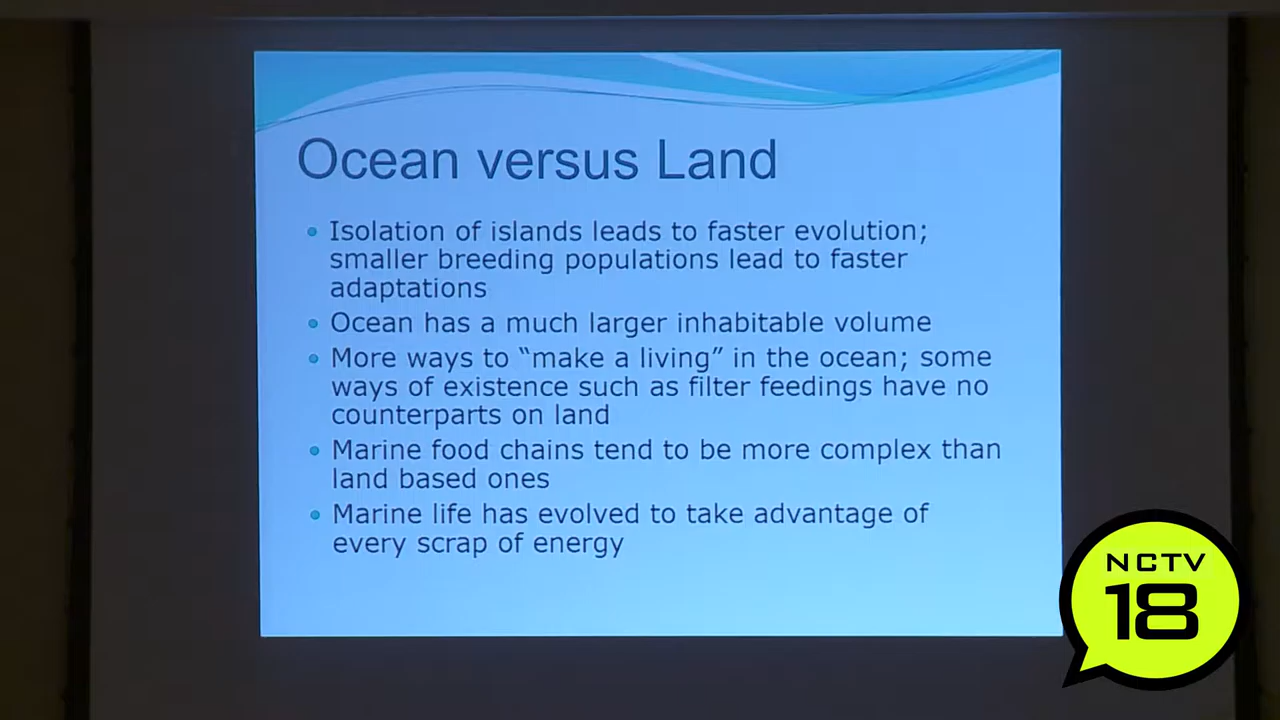 Ocean versus Land
Isolation of islands leads to faster evolution;
smaller breeding populations lead to faster
adaptations
Ocean has a much larger inhabitable volume
More ways to “make a living” in the ocean; some
ways of existence such as filter feedings have no
counterparts on land
Marine food chains tend to be more complex than
land based ones
Marine life has evolved to take advantage of
every scrap of energy
NCTV
18